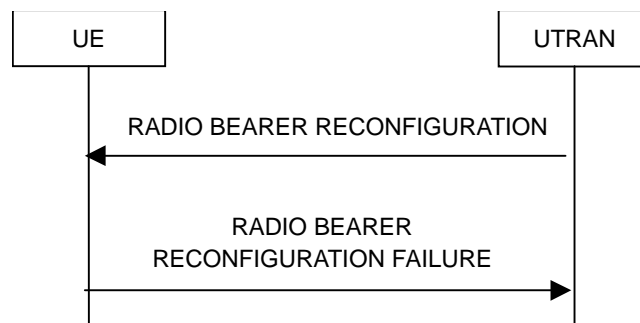 UE
UTRAN
RADIO BEARER RECONFIGURATION
RADIO BEARER
RECONFIGURATION FAILURE